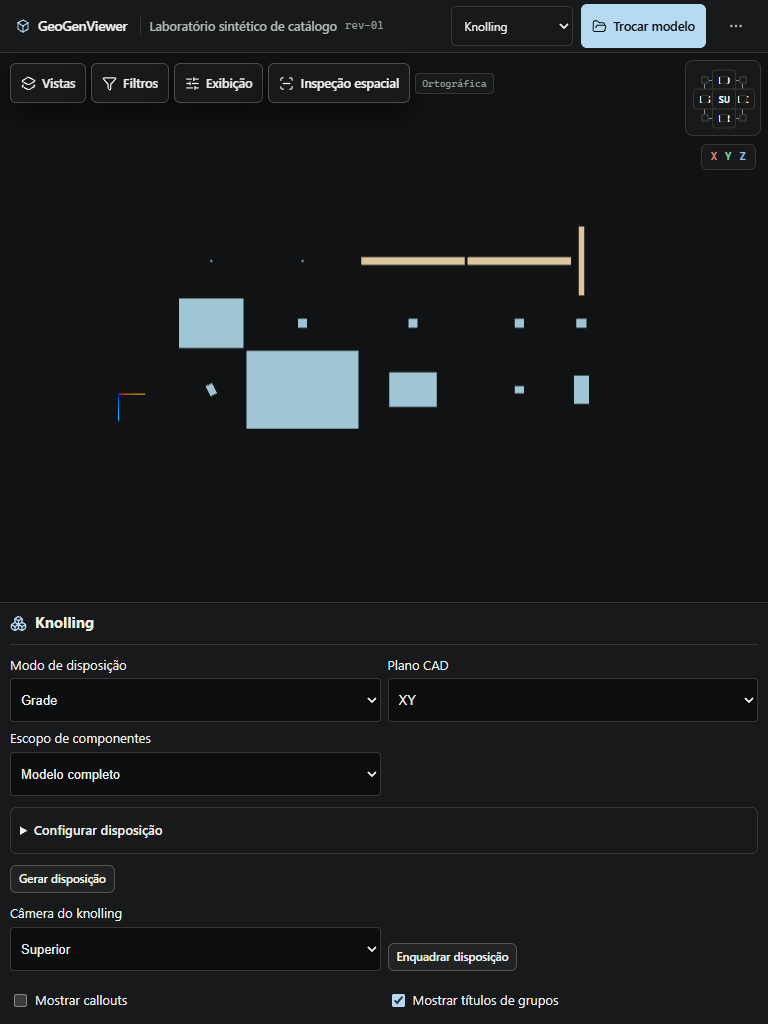 GeoGenViewer
Laboratório sintético de catálogo rev-01
Knolling
Trocar modelo
Vistas
Filtros
Exibição
Inspeção espacial
Ortográfica
SU
X Y Z
Knolling
Modo de disposição
Plano CAD
Grade
XY
Escopo de componentes
Modelo completo
Configurar disposição
Gerar disposição
Câmera do knolling
Superior
Enquadrar disposição
Mostrar callouts
Mostrar títulos de grupos